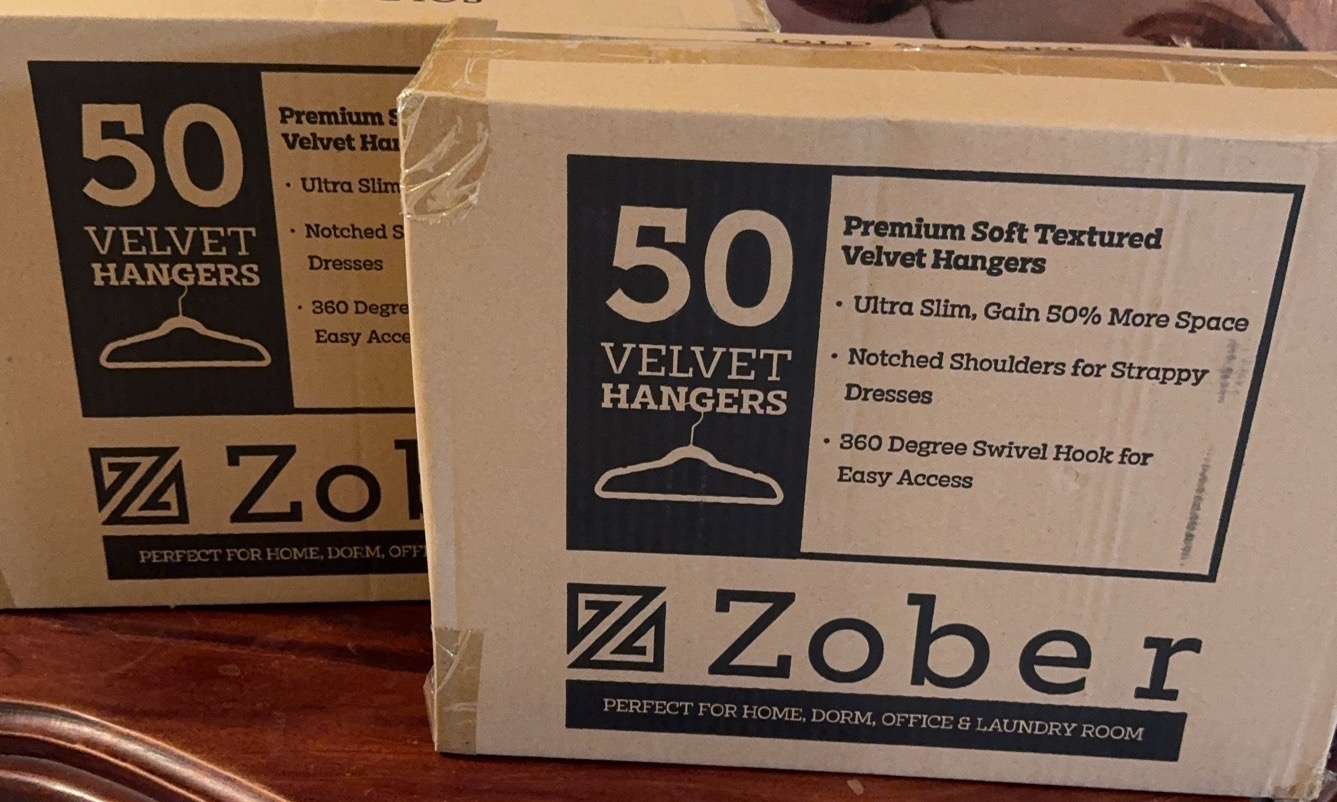 50
VELVET
HANGERS
Premium
Velvet
· Ultra Slim
· Notched
Dresses
· 360
Easy
PERFECT FOR HOME, DORM,
50
VELVET
HANGERS
Premium Soft Textured
Velvet Hangers
· Ultra Slim, Gain 50% More Space
· Notched Shoulders for Strappy
Dresses
· 360 Degree Swivel Hook for
Easy Access
Zober
PERFECT FOR HOME, DORM, OFFICE & LAUNDRY ROOM